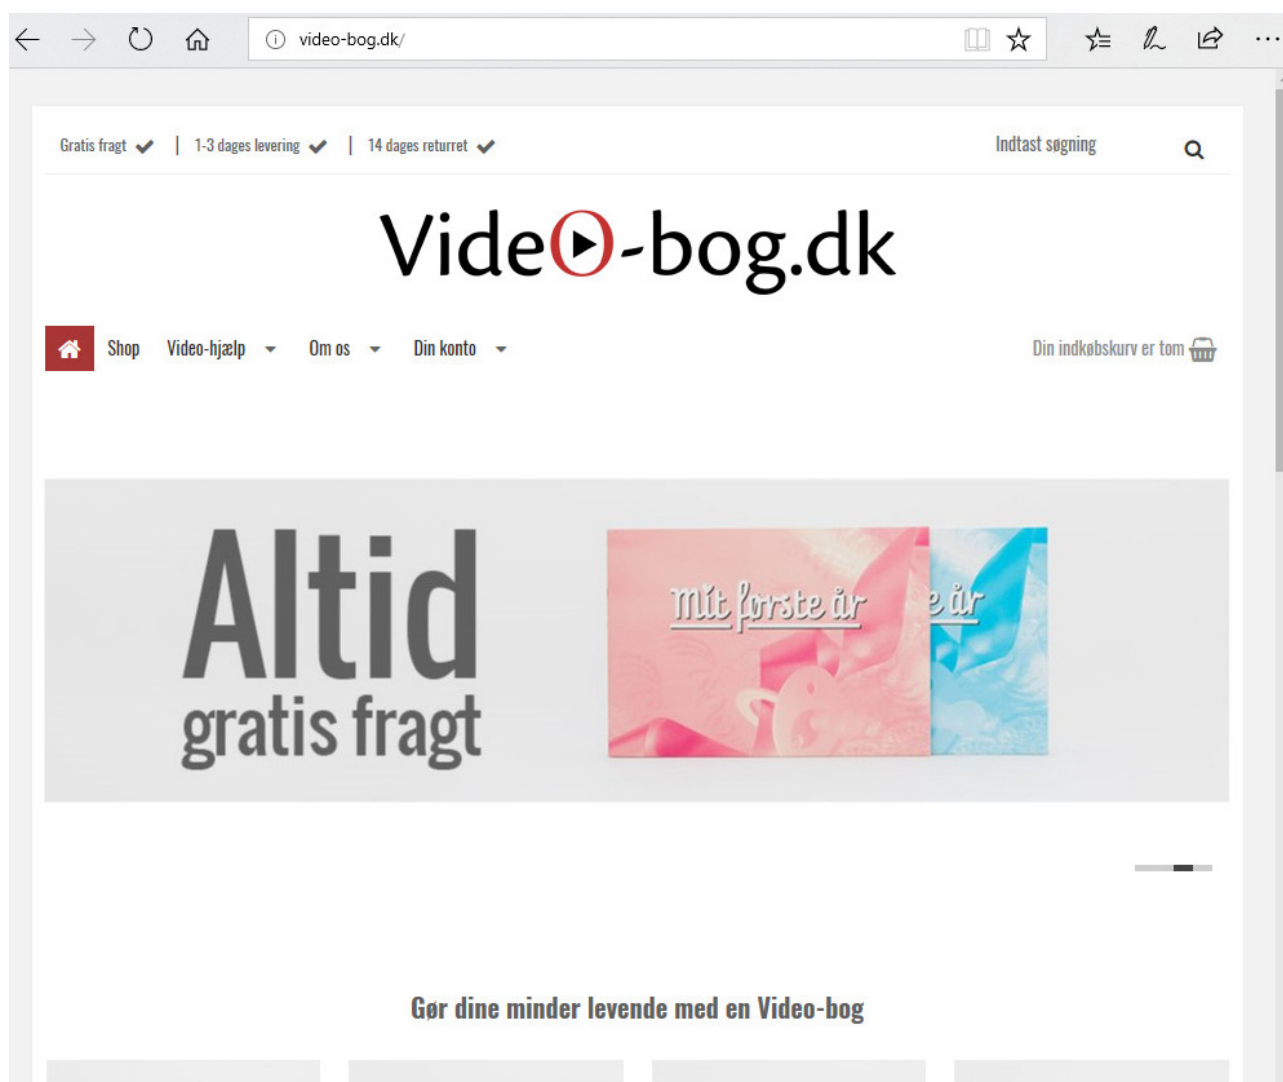 video-bog.dk/
Gratis fragt | 1-3 dages levering | 14 dages returret
Indtast søgning
Video-bog.dk
Shop Video-hjælp Om os Din konto
Din indkøbskurv er tom
Altid
gratis fragt
Mit første år
e år
Gør dine minder levende med en Video-bog